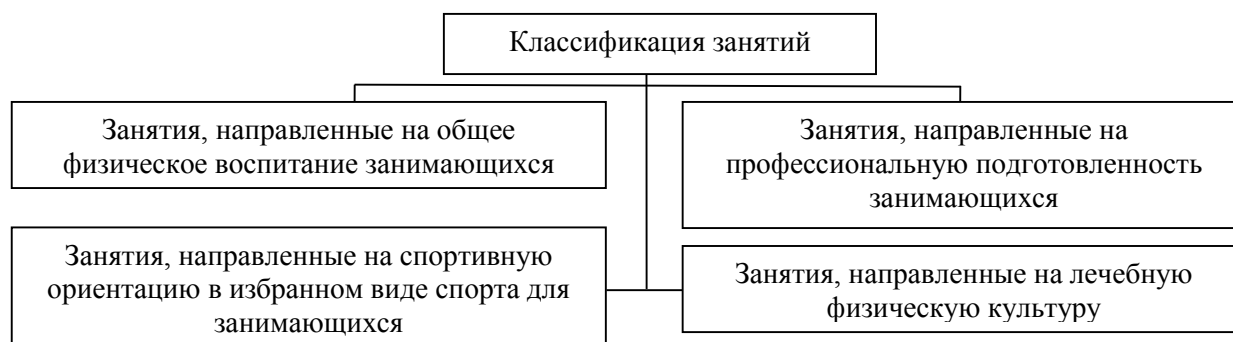 Классификация занятий
Занятия, направленные на общее
физическое воспитание занимающихся
Занятия, направленные на
профессиональную подготовленность
занимающихся
Занятия, направленные на спортивную
ориентацию в избранном виде спорта для
занимающихся
Занятия, направленные на лечебную
физическую культуру